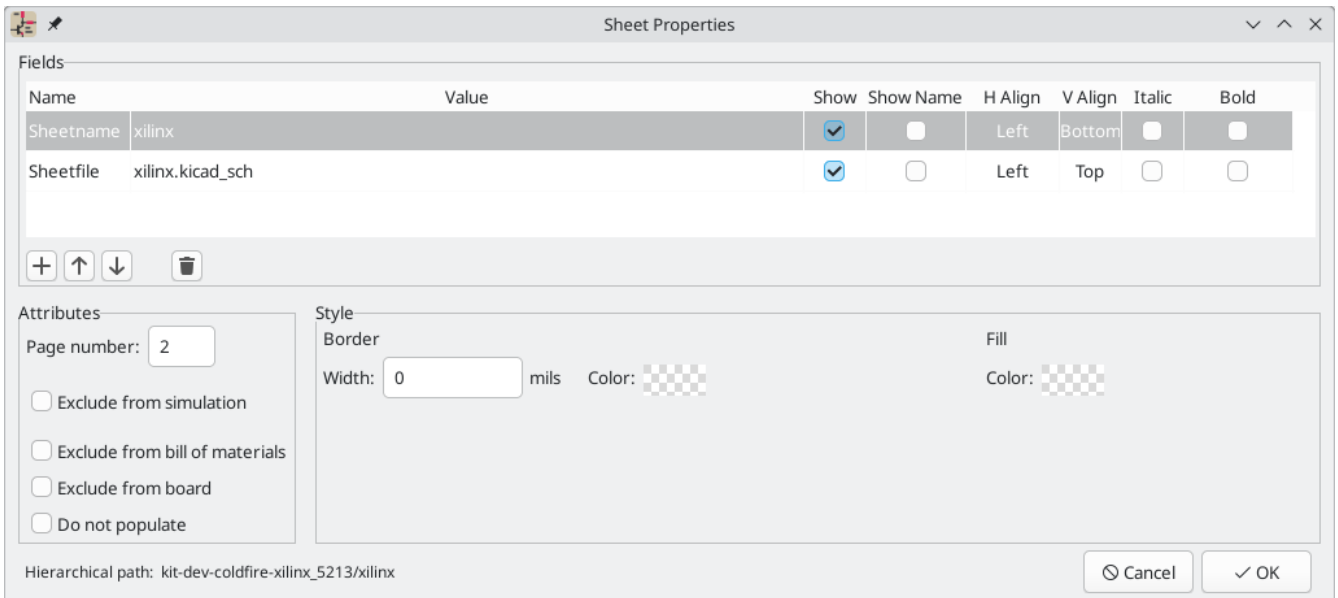 Sheet Properties
Fields
Name Value Show Show Name H Align V Align Italic Bold
Sheetname xilinx Left Bottom
Sheetfile xilinx.kicad_sch Left Top
Attributes
Page number: 2
Exclude from simulation
Exclude from bill of materials
Exclude from board
Do not populate
Style
Border Fill
Width: 0 mils Color: Color:
Hierarchical path: kit-dev-coldfire-xilinx_5213/xilinx
Cancel OK